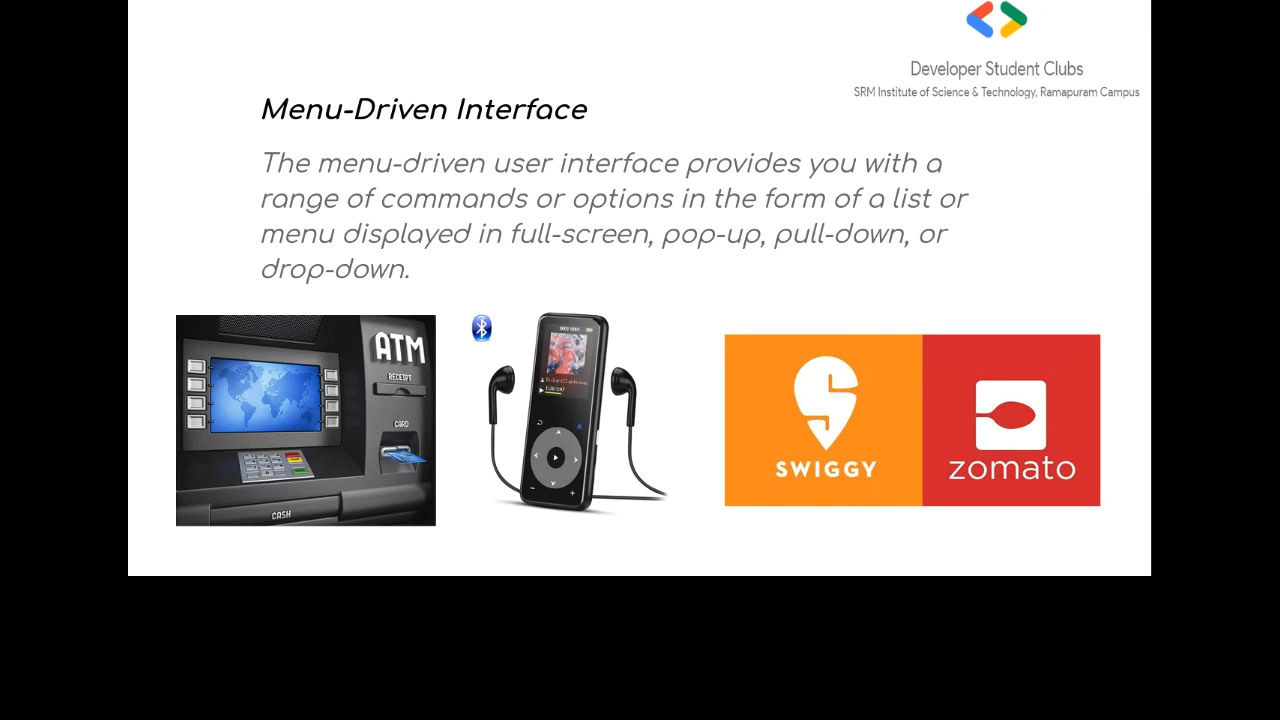 Developer Student Clubs
SRM Institute of Science & Technology, Ramapuram Campus
Menu-Driven Interface
The menu-driven user interface provides you with a
range of commands or options in the form of a list or
menu displayed in full-screen, pop-up, pull-down, or
drop-down.
ATM
RECEIPT
CARD
CASH
SWIGGY
zomato